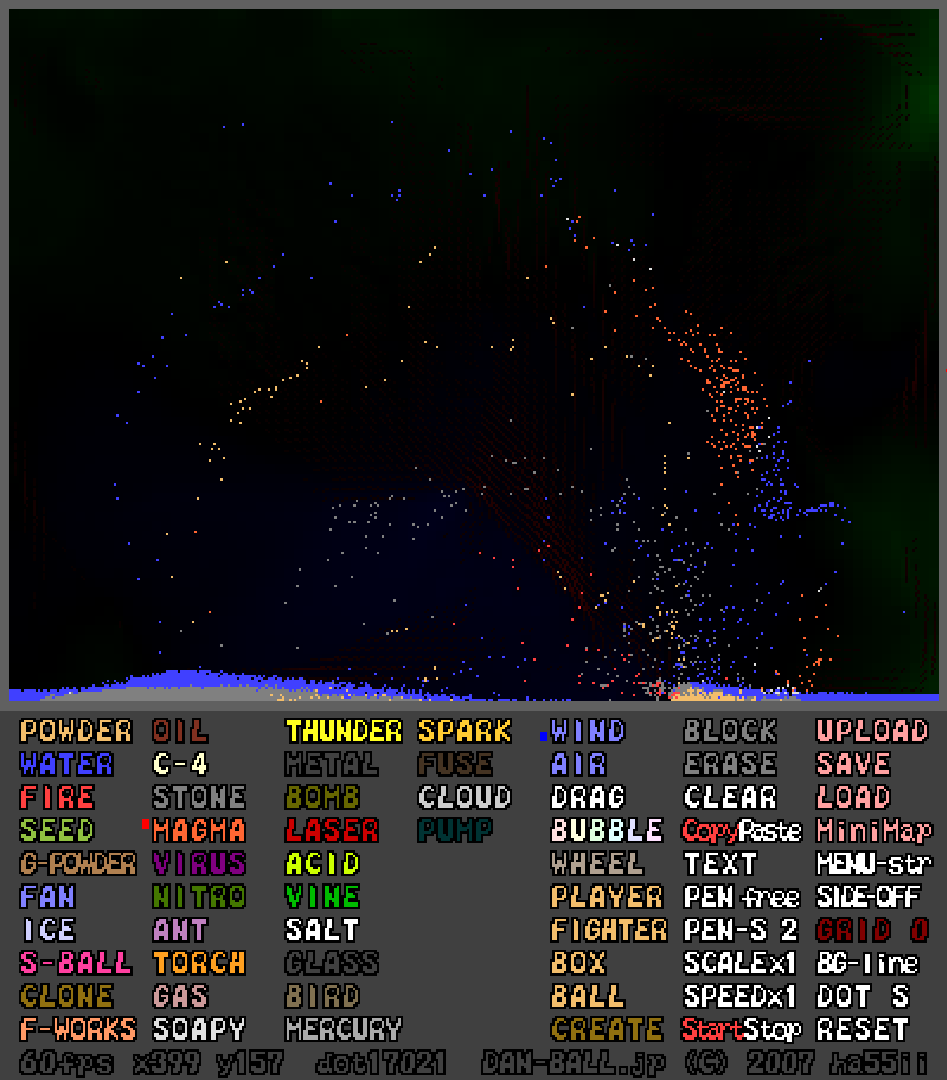 POWDER OIL THUNDER SPARK WIND BLOCK UPLOAD
WATER C-4 METAL FUSE AIR ERASE SAVE
FIRE STONE BOMB CLOUD DRAG CLEAR LOAD
SEED MAGMA LASER PUMP BUBBLE CopyPaste MiniMap
G-POWDER VIRUS ACID WHEEL TEXT MENU-str
FAN NITRO VINE PLAYER PEN-free SIDE-OFF
ICE ANT SALT FIGHTER PEN-S 2 GRID 0
S-BALL TORCH GLASS BOX SCALEx1 BG-line
CLONE GAS BIRD BALL SPEEDx1 DOT S
F-WORKS SOAPY MERCURY CREATE StartStop RESET
60fps x399 y157 dot17021 DAN-BALL.jp (C) 2007 ha55ii